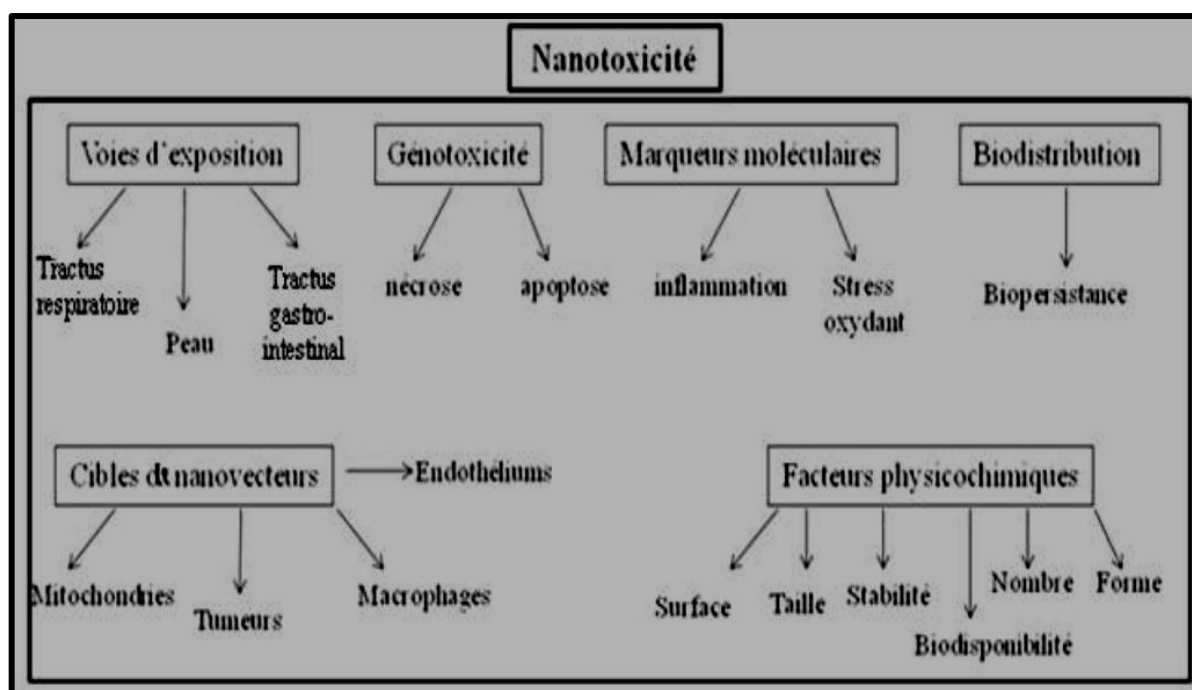 Nanotoxicité
Voies d'exposition
Génotoxicité
Marqueurs moléculaires
Biodistribution
Tractus
respiratoire
Peau
Tractus
gastro-
intestinal
nécrose
apoptose
inflammation
Stress
oxydant
Biopersistance
Cibles nanovecteurs
Endothéliums
Mitochondries
Tumeurs
Macrophages
Facteurs physicochimiques
Surface
Taille
Stabilité
Biodisponibilité
Nombre
Forme